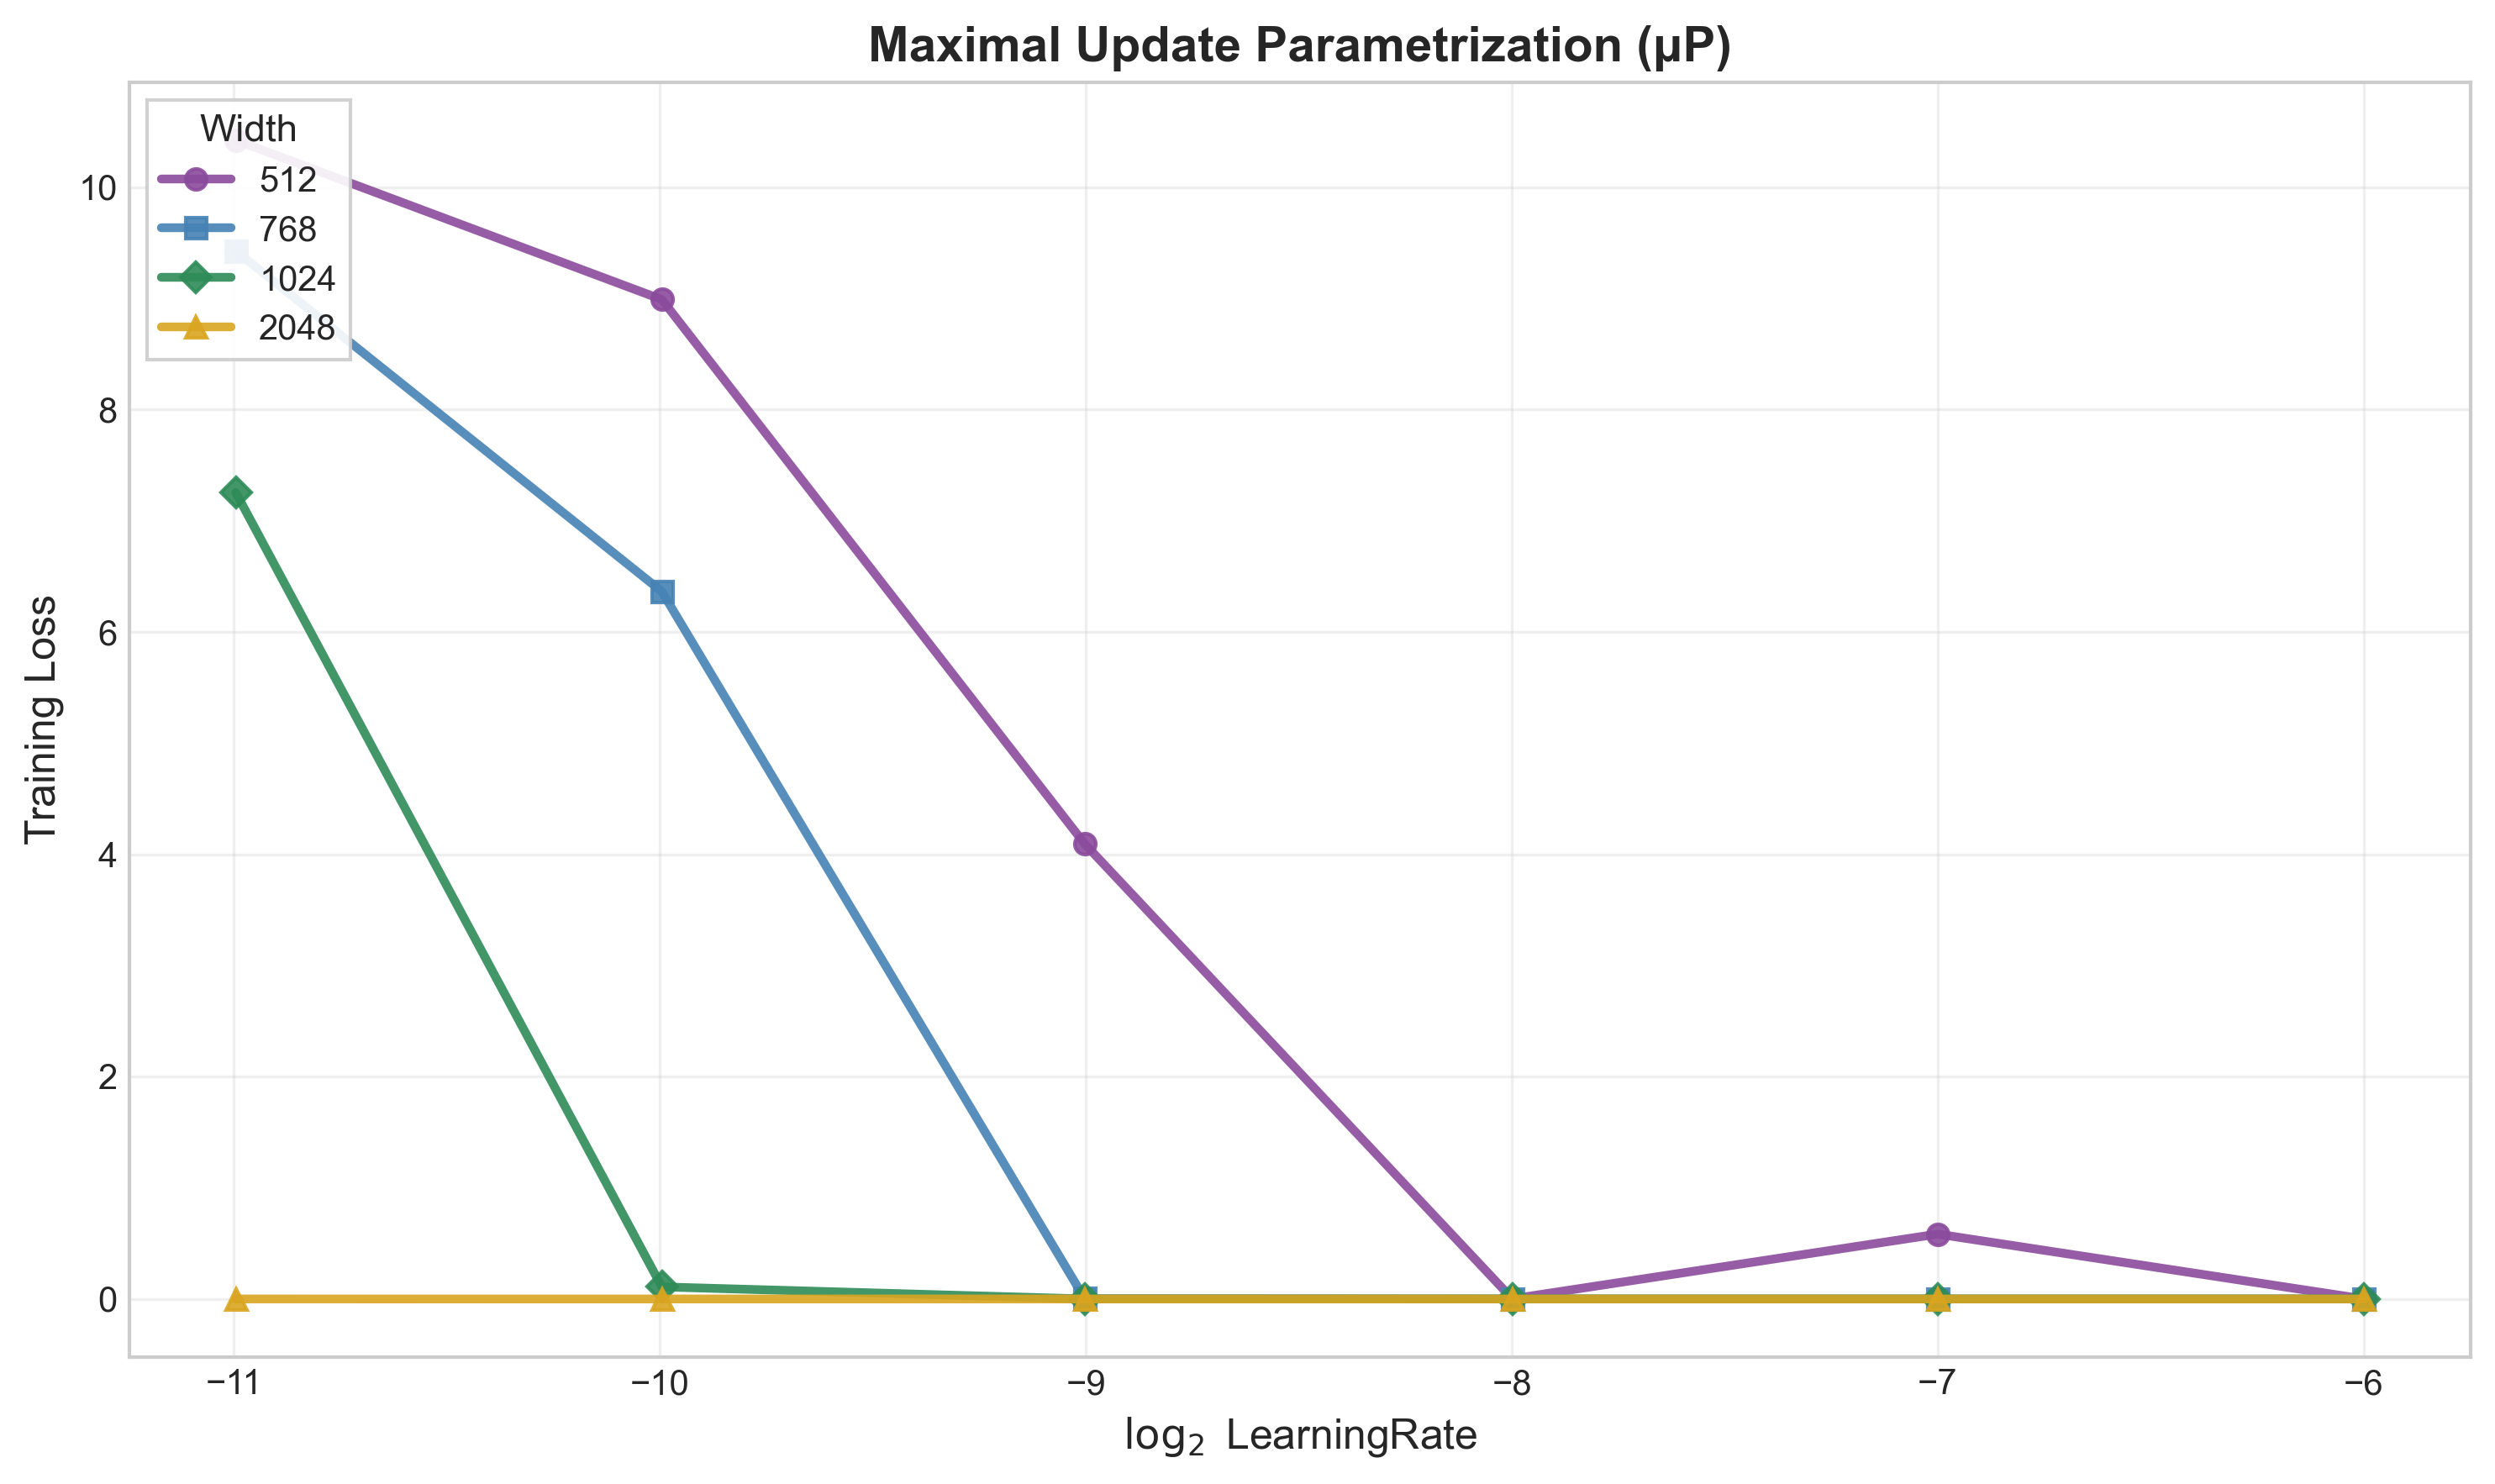 Maximal Update Parametrization (μP)
Width
512
768
1024
2048
10
8
6
4
2
0
Training Loss
−11 −10 −9 −8 −7 −6
log₂ LearningRate